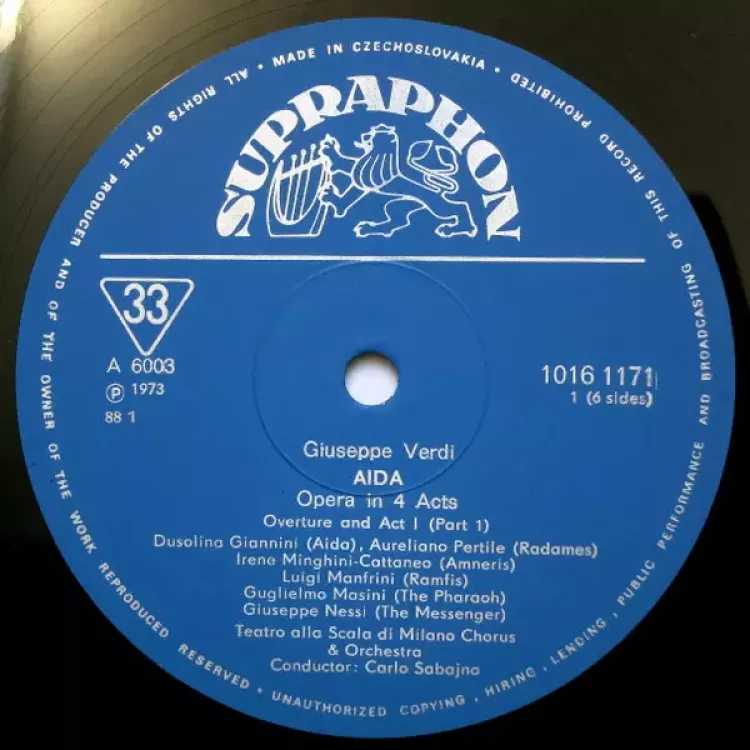 MADE IN CZECHOSLOVAKIA • ALL RIGHTS OF THE PRODUCER AND OF THE OWNER OF THE WORK REPRODUCED RESERVED • UNAUTHORIZED COPYING, HIRING, LENDING, PUBLIC PERFORMANCE AND BROADCASTING OF THIS RECORD PROHIBITED •
SUPRAPHON
33
A 6003
℗ 1973
88 1
1016 1171
1 (6 sides)
Giuseppe Verdi
AIDA
Opera in 4 Acts
Overture and Act I (Part 1)
Dusolina Giannini (Aida), Aureliano Pertile (Radames)
Irene Minghini-Cattaneo (Amneris)
Luigi Manfrini (Ramfis)
Guglielmo Masini (The Pharaoh)
Giuseppe Nessi (The Messenger)
Teatro alla Scala di Milano Chorus
& Orchestra
Conductor: Carlo Sabajna